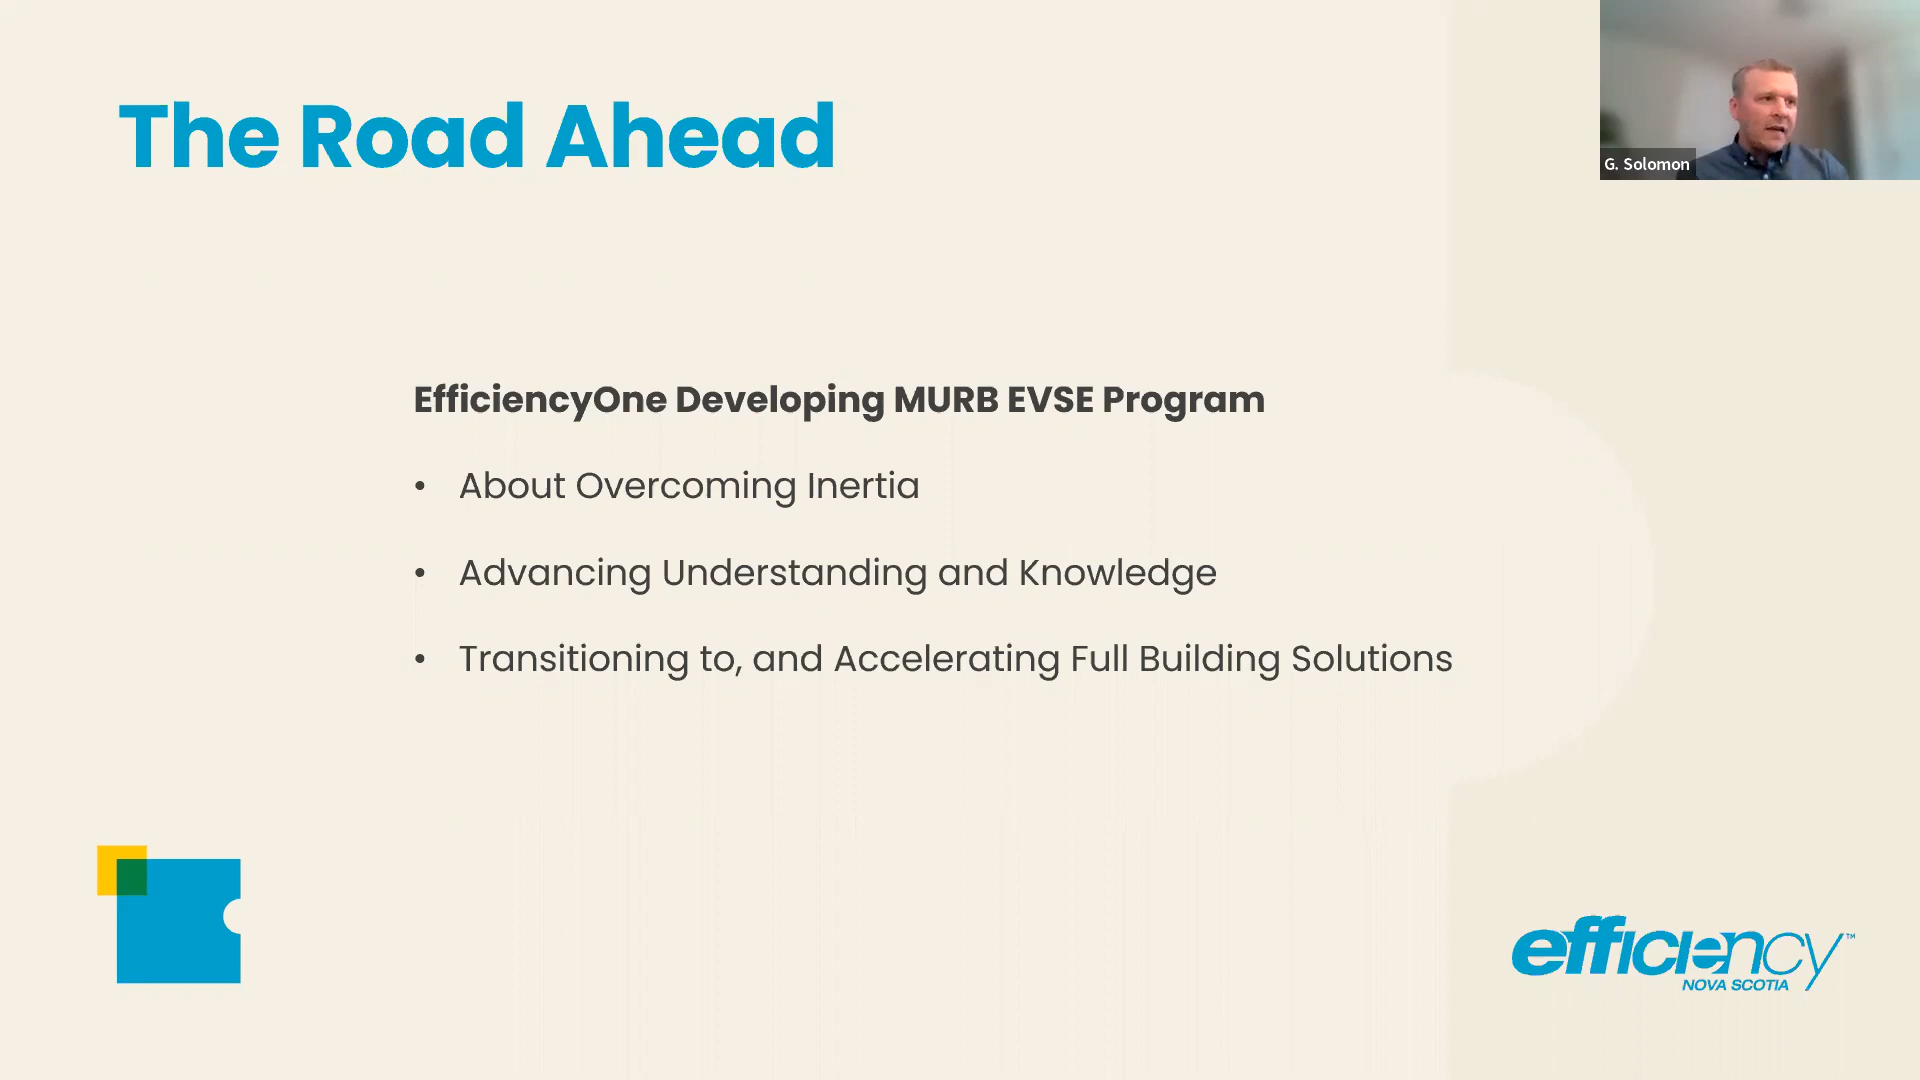 The Road Ahead
G. Solomon
EfficiencyOne Developing MURB EVSE Program
• About Overcoming Inertia
• Advancing Understanding and Knowledge
• Transitioning to, and Accelerating Full Building Solutions
efficiency™
NOVA SCOTIA